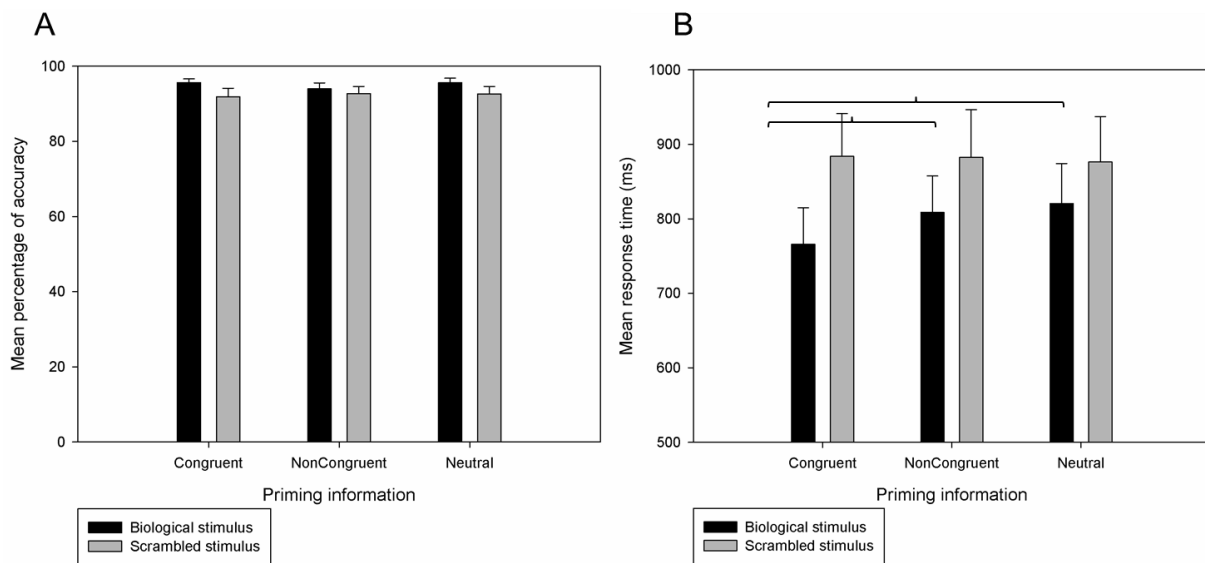 A
Mean percentage of accuracy
100
80
60
40
20
0
Congruent NonCongruent Neutral
Priming information
Biological stimulus
Scrambled stimulus
B
Mean response time (ms)
1000
900
800
700
600
500
Congruent NonCongruent Neutral
Priming information
Biological stimulus
Scrambled stimulus